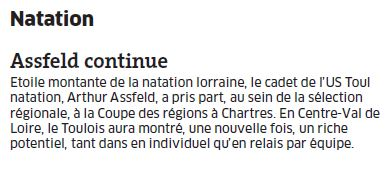 Natation
Assfeld continue
Etoile montante de la natation lorraine, le cadet de l'US Toul
natation, Arthur Assfeld, a pris part, au sein de la sélection
régionale, à la Coupe des régions à Chartres. En Centre-Val de
Loire, le Toulois aura montré, une nouvelle fois, un riche
potentiel, tant dans en individuel qu'en relais par équipe.